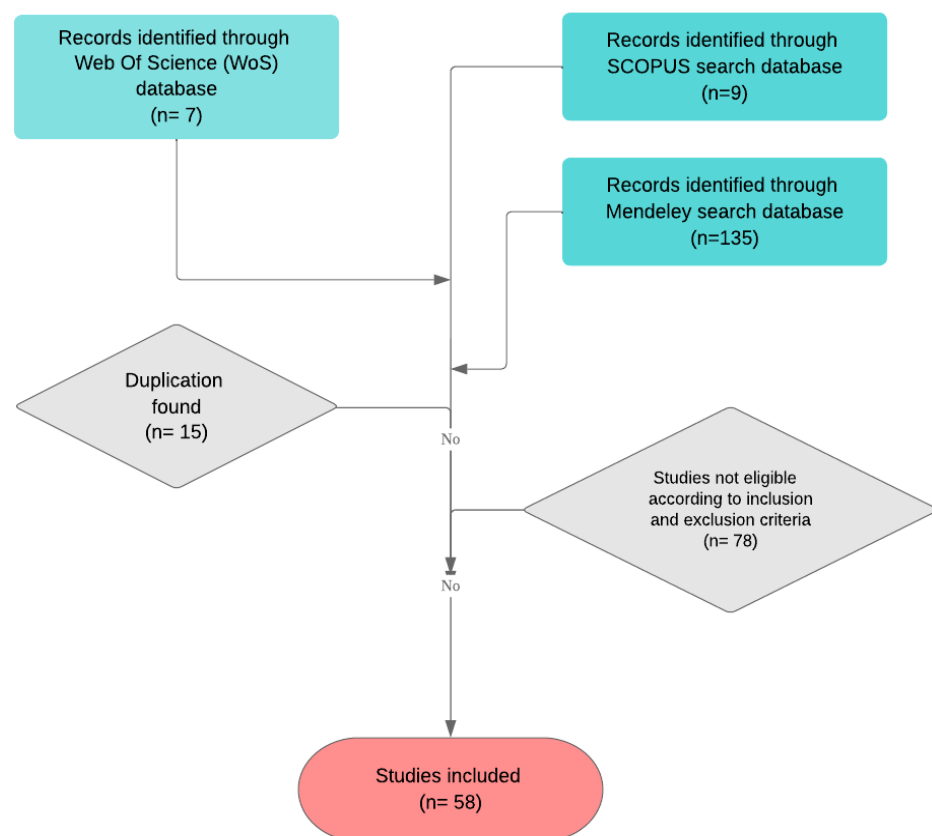 Records identified through
Web Of Science (WoS)
database
(n= 7)
Records identified through
SCOPUS search database
(n=9)
Records identified through
Mendeley search database
(n=135)
Duplication
found
(n= 15)
No
Studies not eligible
according to inclusion
and exclusion criteria
(n= 78)
No
Studies included
(n= 58)